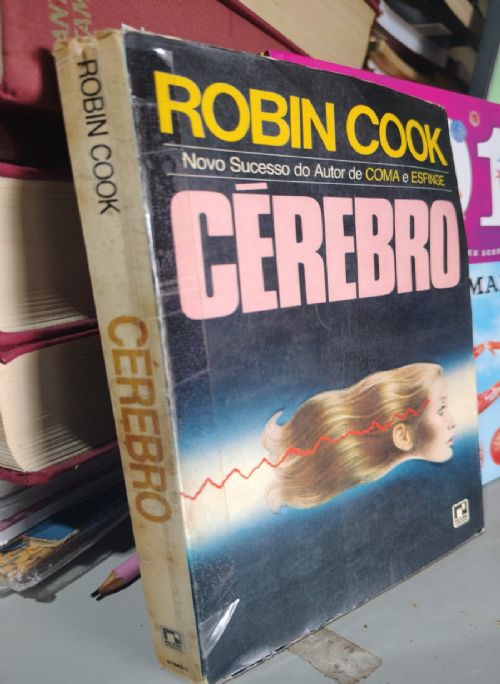 ROBIN COOK
Novo Sucesso do Autor de COMA e ESFINGE
CÉREBRO
ROBIN COOK
CÉREBRO